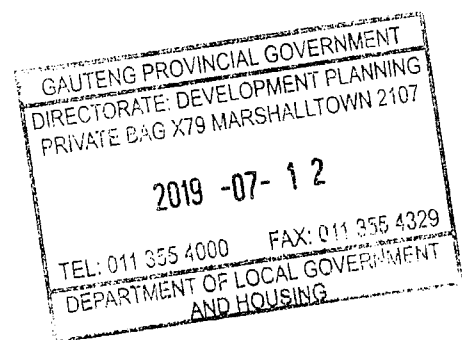 GAUTENG PROVINCIAL GOVERNMENT
DIRECTORATE: DEVELOPMENT PLANNING
PRIVATE BAG X79 MARSHALLTOWN 2107
2019 -07- 12
TEL: 011 355 4000 FAX: 011 355 4329
DEPARTMENT OF LOCAL GOVERNMENT
AND HOUSING